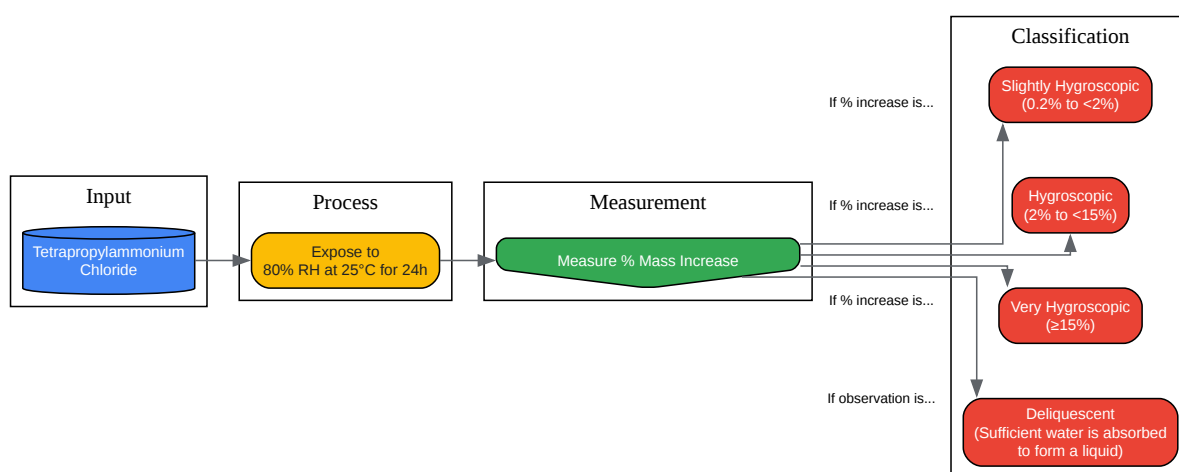 Input
Tetrapropylammonium
Chloride
Process
Expose to
80% RH at 25°C for 24h
Measurement
Measure % Mass Increase
If % increase is...
If % increase is...
If % increase is...
If observation is...
Classification
Slightly Hygroscopic
(0.2% to <2%)
Hygroscopic
(2% to <15%)
Very Hygroscopic
(≥15%)
Deliquescent
(Sufficient water is absorbed
to form a liquid)